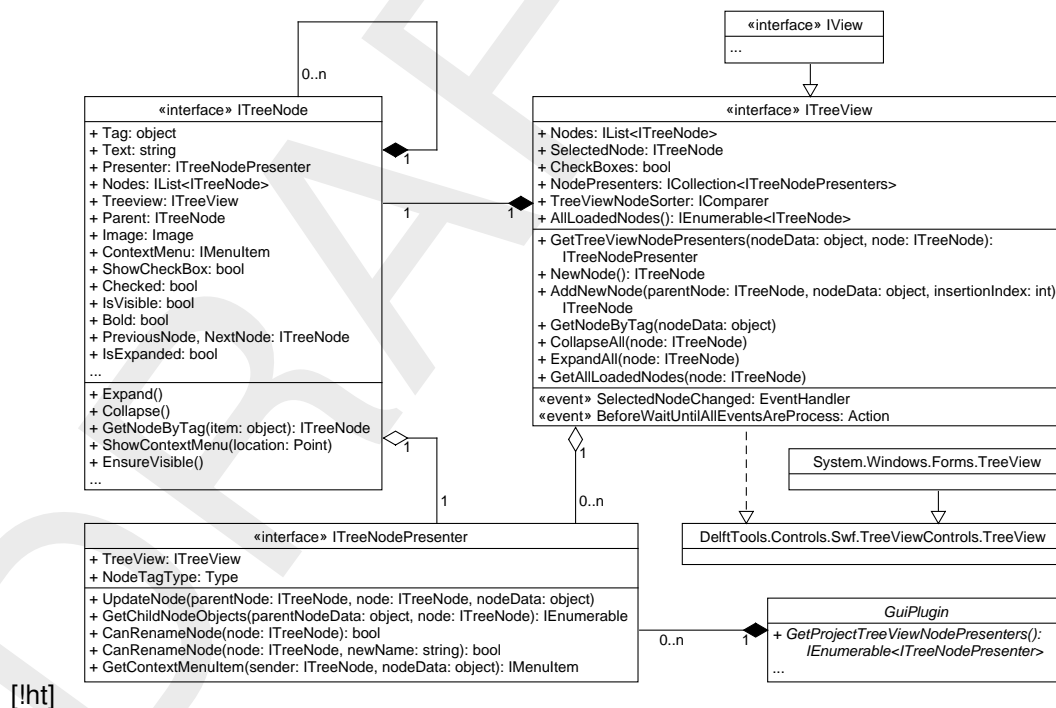 «interface» IView
...
0..n
«interface» ITreeNode
+ Tag: object
+ Text: string
+ Presenter: ITreeNodePresenter
+ Nodes: IList<ITreeNode>
+ Treeview: ITreeView
+ Parent: ITreeNode
+ Image: Image
+ ContextMenu: IMenuItem
+ ShowCheckBox: bool
+ Checked: bool
+ IsVisible: bool
+ Bold: bool
+ PreviousNode, NextNode: ITreeNode
+ IsExpanded: bool
...
+ Expand()
+ Collapse()
+ GetNodeByTag(item: object): ITreeNode
+ ShowContextMenu(location: Point)
+ EnsureVisible()
...
1
1
1
«interface» ITreeView
+ Nodes: IList<ITreeNode>
+ SelectedNode: ITreeNode
+ CheckBoxes: bool
+ NodePresenters: ICollection<ITreeNodePresenters>
+ TreeViewNodeSorter: IComparer
+ AllLoadedNodes(): IEnumerable<ITreeNode>
+ GetTreeViewNodePresenters(nodeData: object, node: ITreeNode):
ITreeNodePresenter
+ NewNode(): ITreeNode
+ AddNewNode(parentNode: ITreeNode, nodeData: object, insertionIndex: int)
ITreeNode
+ GetNodeByTag(nodeData: object)
+ CollapseAll(node: ITreeNode)
+ ExpandAll(node: ITreeNode)
+ GetAllLoadedNodes(node: ITreeNode)
«event» SelectedNodeChanged: EventHandler
«event» BeforeWaitUntilAllEventsAreProcess: Action
1
1
1
0..n
System.Windows.Forms.TreeView
DelftTools.Controls.Swf.TreeViewControls.TreeView
«interface» ITreeNodePresenter
+ TreeView: ITreeView
+ NodeTagType: Type
+ UpdateNode(parentNode: ITreeNode, node: ITreeNode, nodeData: object)
+ GetChildNodeObjects(parentNodeData: object, node: ITreeNode): IEnumerable
+ CanRenameNode(node: ITreeNode): bool
+ CanRenameNode(node: ITreeNode, newName: string): bool
+ GetContextMenuItem(sender: ITreeNode, nodeData: object): IMenuItem
0..n
1
GuiPlugin
+ GetProjectTreeViewNodePresenters():
IEnumerable<ITreeNodePresenter>
...
[!ht]
DRAF